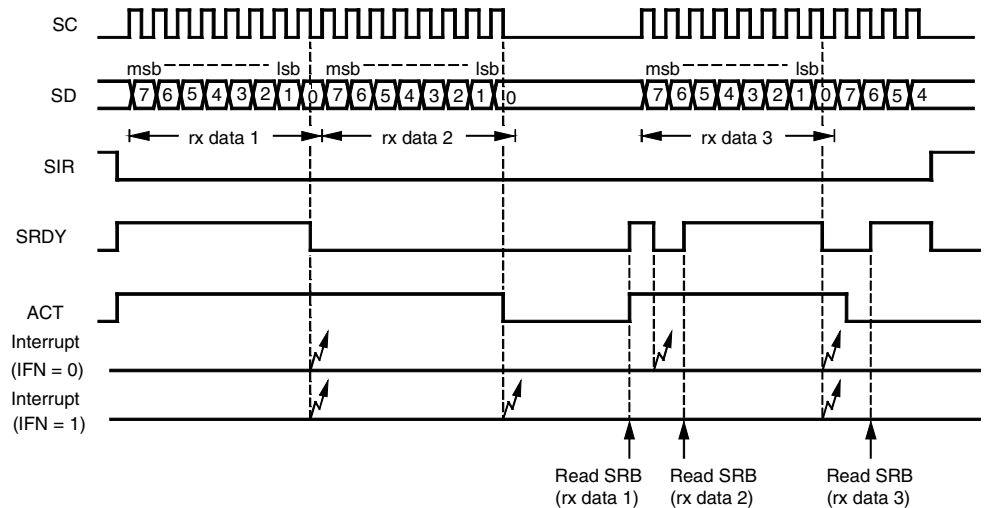 SC
msb lsb msb lsb msb lsb
SD 7 6 5 4 3 2 1 0 7 6 5 4 3 2 1 0 7 6 5 4 3 2 1 0 7 6 5 4
rx data 1 rx data 2 rx data 3
SIR
SRDY
ACT
Interrupt
(IFN = 0)
Interrupt
(IFN = 1)
Read SRB
(rx data 1)
Read SRB
(rx data 2)
Read SRB
(rx data 3)